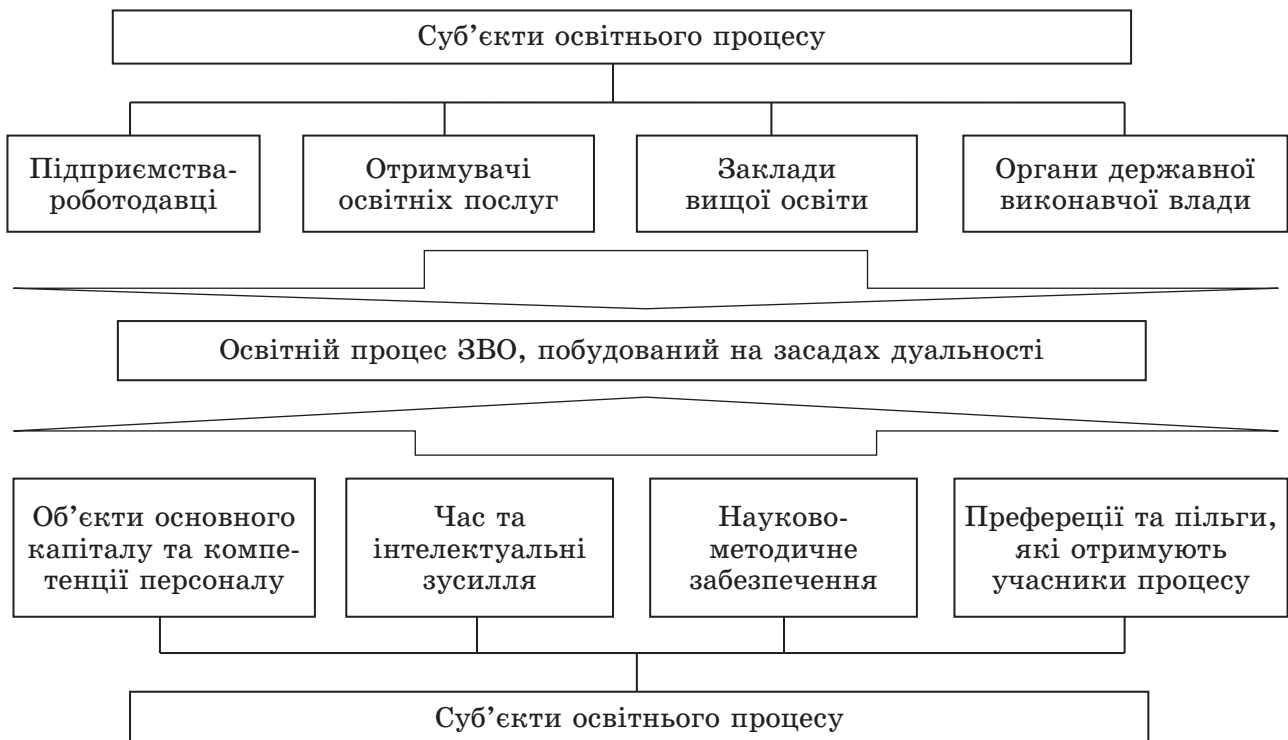 Суб’єкти освітнього процесу
Підприємства-
роботодавці
Отримувачі
освітніх послуг
Заклади
вищої освіти
Органи державної
виконавчої влади
Освітній процес ЗВО, побудований на засадах дуальності
Об’єкти основного
капіталу та компе-
тенції персоналу
Час та
інтелектуальні
зусилля
Науково-
методичне
забезпечення
Префереції та пільги,
які отримують
учасники процесу
Суб’єкти освітнього процесу